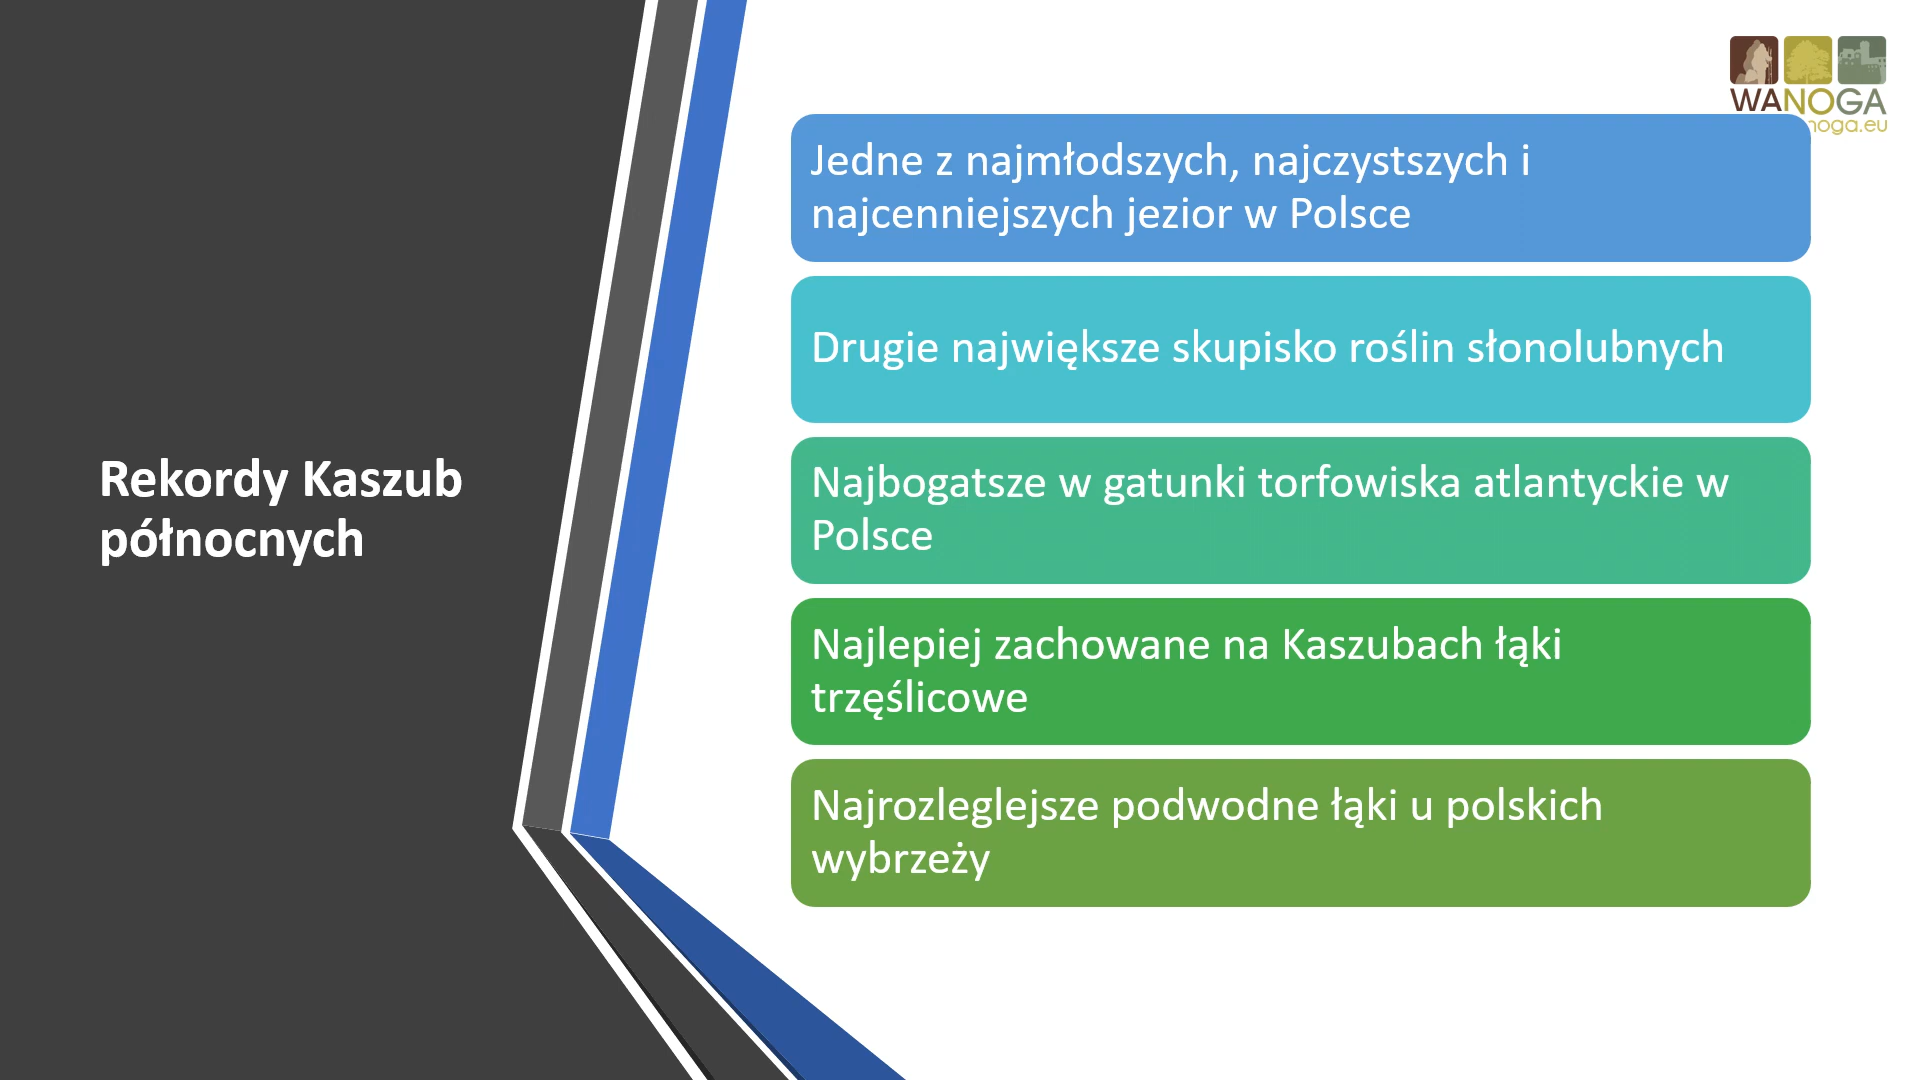 WANOGA
noga.eu
Jedne z najmłodszych, najczystszych i
najcenniejszych jezior w Polsce
Drugie największe skupisko roślin słonolubnych
Najbogatsze w gatunki torfowiska atlantyckie w
Polsce
Najlepiej zachowane na Kaszubach łąki
trzęślicowe
Najrozleglejsze podwodne łąki u polskich
wybrzeży
Rekordy Kaszub
północnych